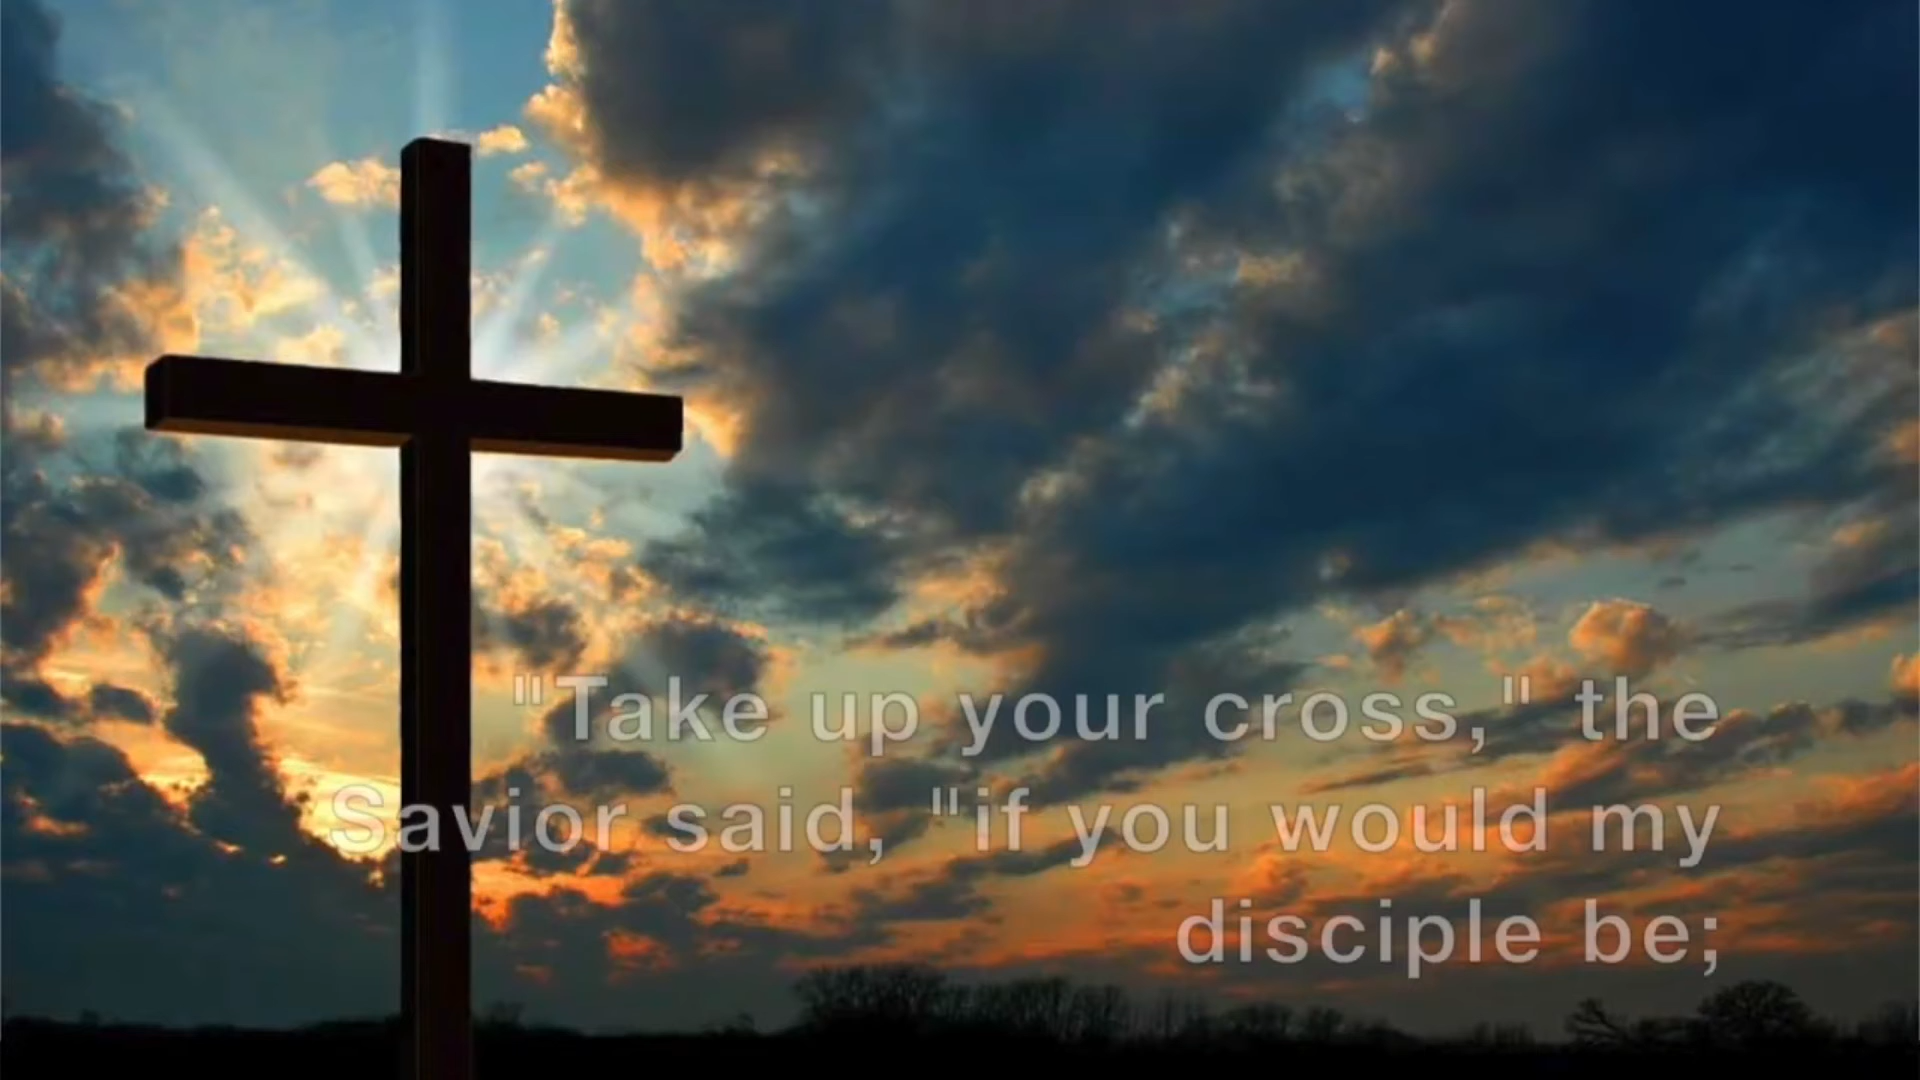 "Take up your cross," the
Savior said, "if you would my
disciple be;